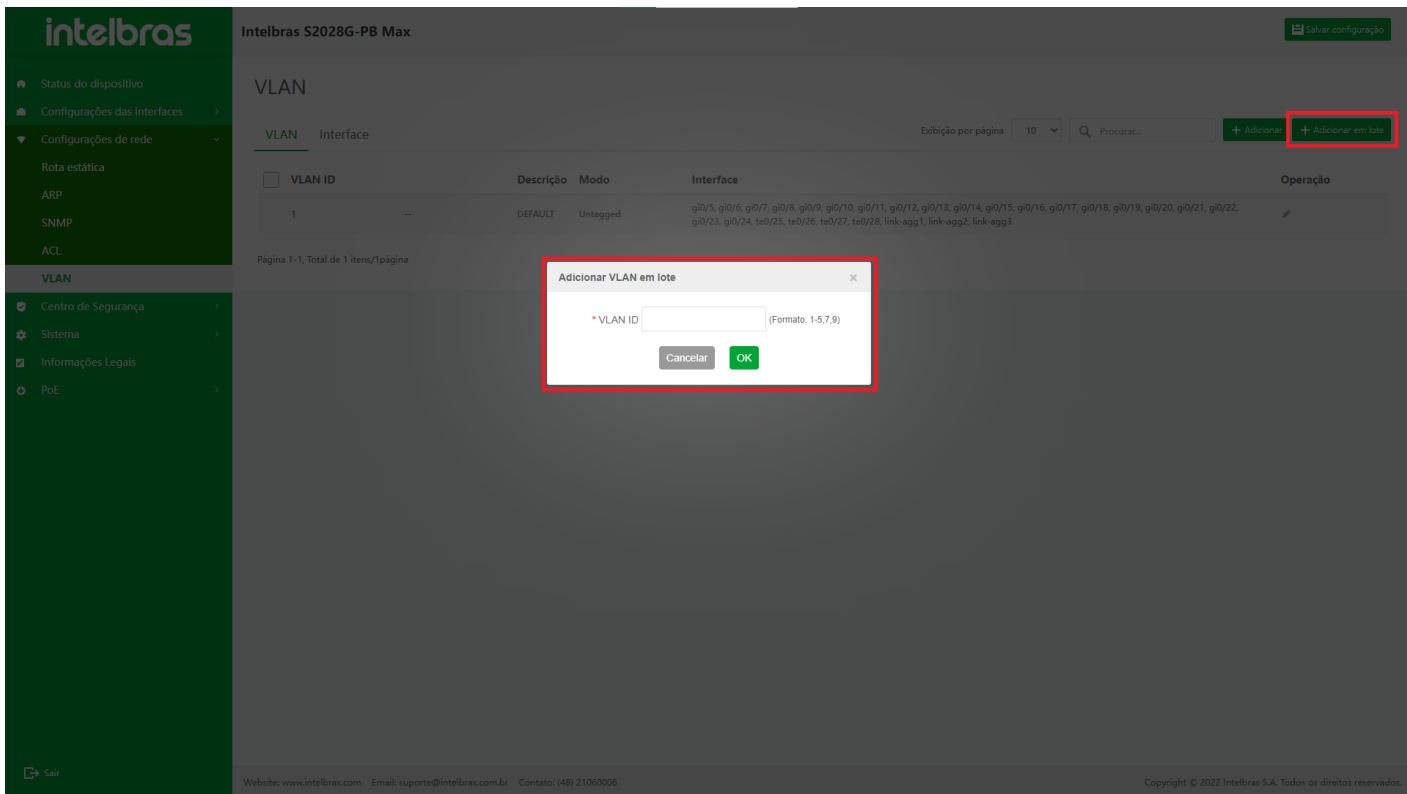 intelbras
Intelbras S2028G-PB Max
Salvar configuração
Status do dispositivo
Configurações das interfaces
Configurações de rede
Rota estática
ARP
SNMP
ACL
VLAN
Centro de Segurança
Sistema
Informações Legais
PoE
Sair
VLAN
VLAN Interface
Exibição por página 10 Procurar... + Adicionar + Adicionar em lote
VLAN ID Descrição Modo Interface Operação
1 -- DEFAULT Untagged gi0/5, gi0/6, gi0/7, gi0/8, gi0/9, gi0/10, gi0/11, gi0/12, gi0/13, gi0/14, gi0/15, gi0/16, gi0/17, gi0/18, gi0/19, gi0/20, gi0/21, gi0/22,
gi0/23, gi0/24, te0/25, te0/26, te0/27, te0/28, link-agg1, link-agg2, link-agg3
Página 1-1, Total de 1 itens/1página
Adicionar VLAN em lote ×
* VLAN ID (Formato: 1-5,7,9)
Cancelar OK
Website: www.intelbras.com Email: suporte@intelbras.com.br Contato: (48) 21060006
Copyright © 2022 Intelbras S.A. Todos os direitos reservados.